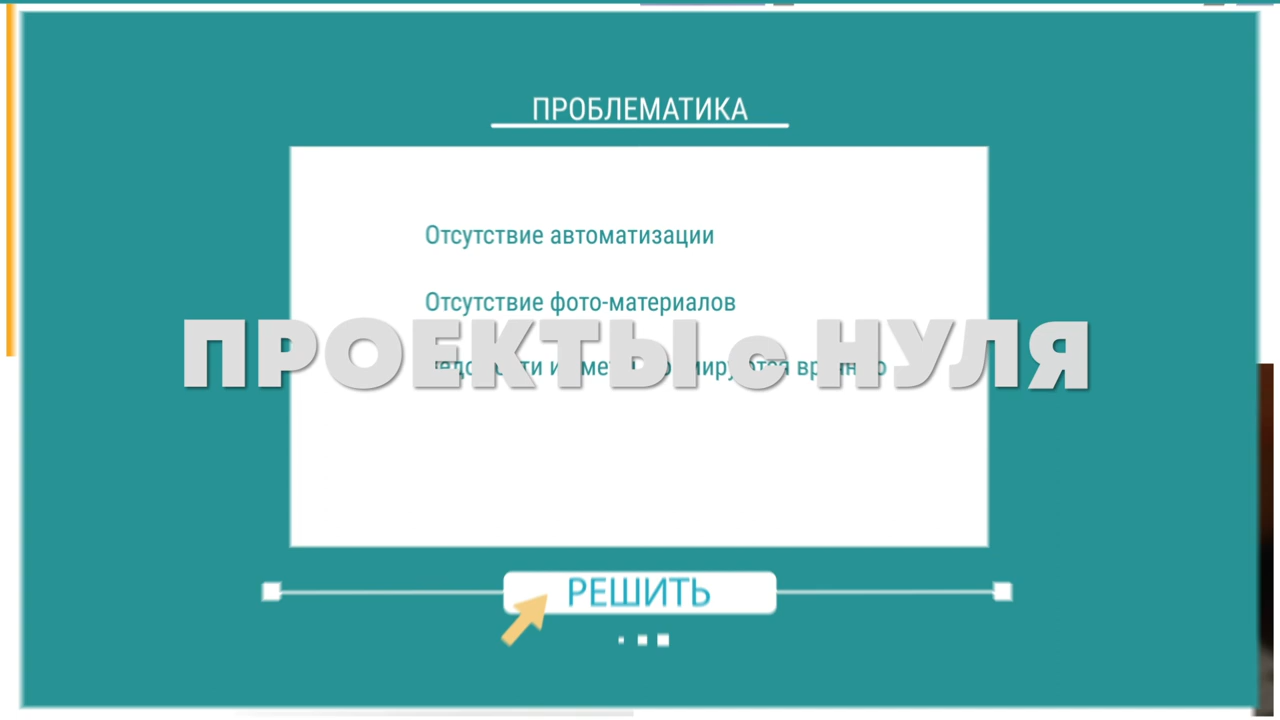 ПРОБЛЕМАТИКА
Отсутствие автоматизации
Отсутствие фото-материалов
ПРОЕКТЫ с НУЛЯ
РЕШИТЬ